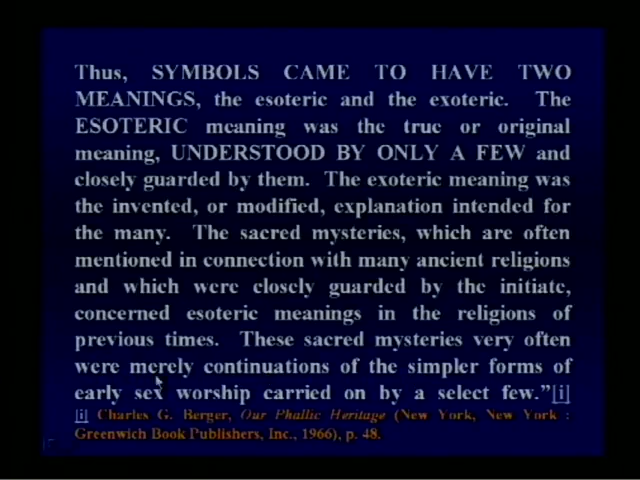 Thus, SYMBOLS CAME TO HAVE TWO
MEANINGS, the esoteric and the exoteric. The
ESOTERIC meaning was the true or original
meaning, UNDERSTOOD BY ONLY A FEW and
closely guarded by them. The exoteric meaning was
the invented, or modified, explanation intended for
the many. The sacred mysteries, which are often
mentioned in connection with many ancient religions
and which were closely guarded by the initiate,
concerned esoteric meanings in the religions of
previous times. These sacred mysteries very often
were merely continuations of the simpler forms of
early sex worship carried on by a select few.”[i]
[i] Charles G. Berger, Our Phallic Heritage (New York, New York :
Greenwich Book Publishers, Inc., 1966), p. 48.